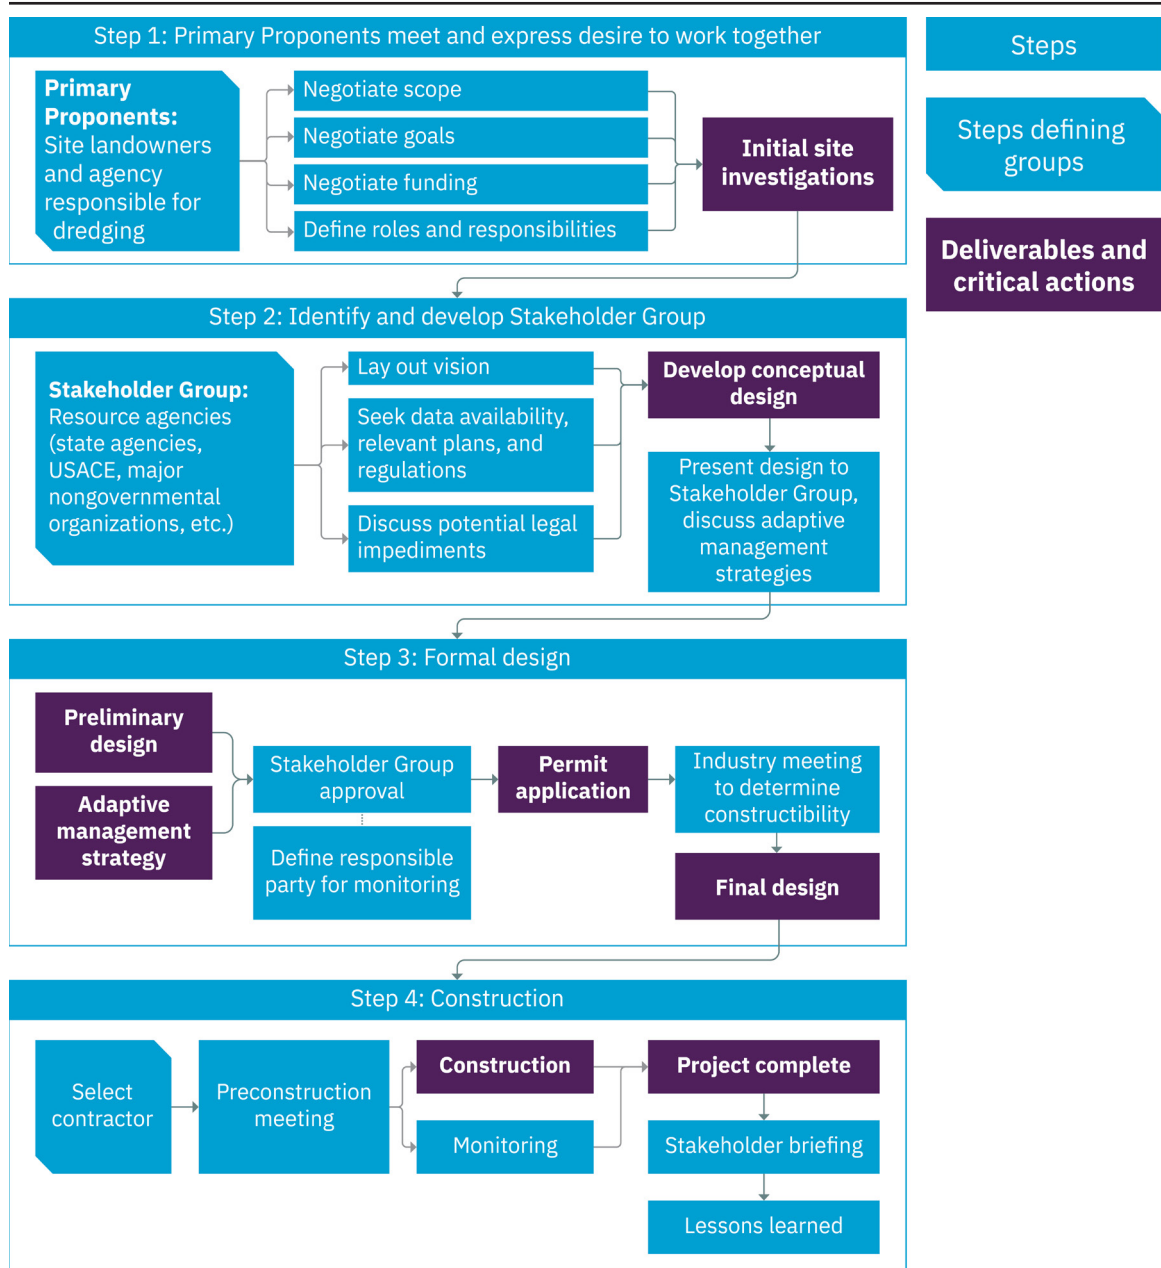 Step 1: Primary Proponents meet and express desire to work together
Primary
Proponents:
Site landowners
and agency
responsible for
dredging
Negotiate scope
Negotiate goals
Negotiate funding
Define roles and responsibilities
Initial site
investigations
Steps
Steps defining
groups
Deliverables and
critical actions
Step 2: Identify and develop Stakeholder Group
Stakeholder Group:
Resource agencies
(state agencies,
USACE, major
nongovernmental
organizations, etc.)
Lay out vision
Seek data availability,
relevant plans, and
regulations
Discuss potential legal
impediments
Develop conceptual
design
Present design to
Stakeholder Group,
discuss adaptive
management
strategies
Step 3: Formal design
Preliminary
design
Adaptive
management
strategy
Stakeholder Group
approval
Define responsible
party for monitoring
Permit
application
Industry meeting
to determine
constructibility
Final design
Step 4: Construction
Select
contractor
Preconstruction
meeting
Construction
Monitoring
Project complete
Stakeholder briefing
Lessons learned